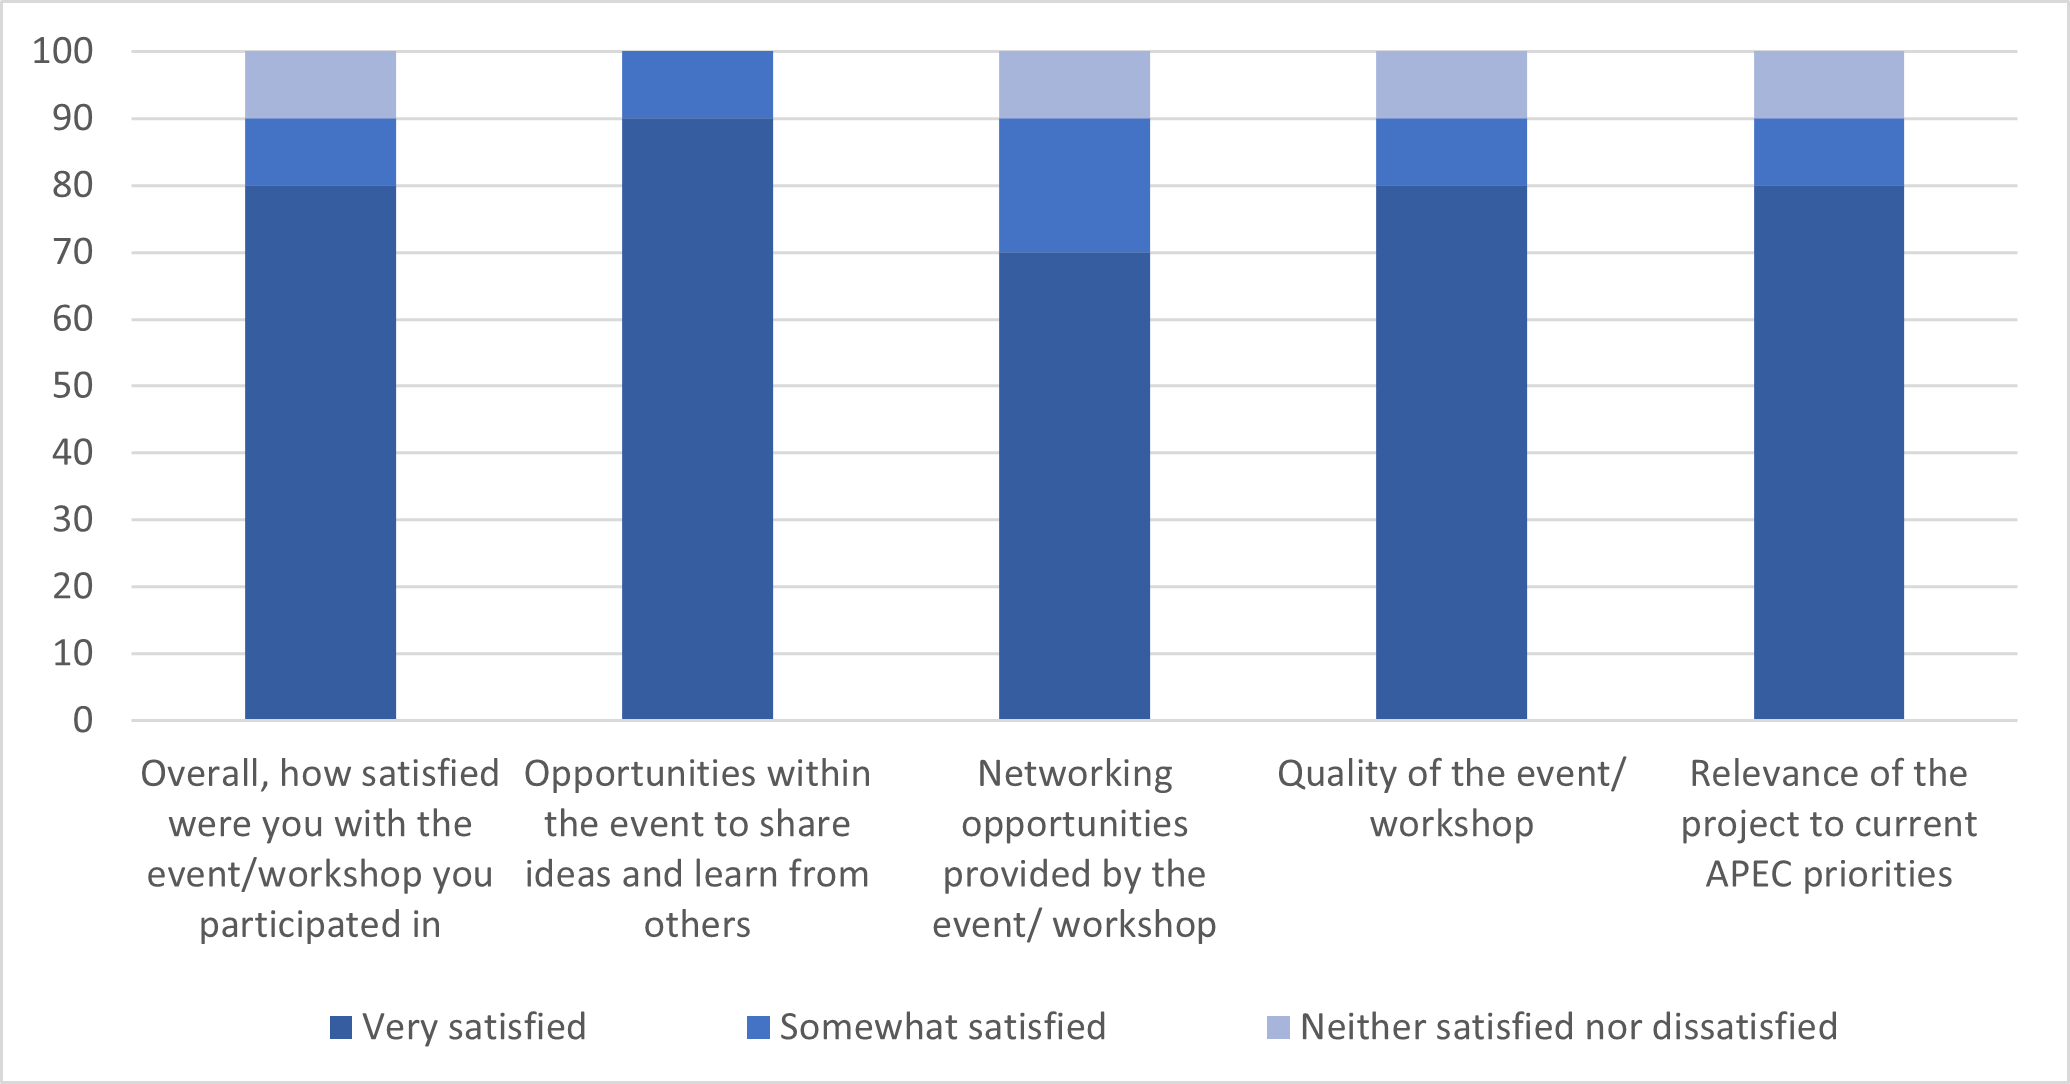 100
90
80
70
60
50
40
30
20
10
0
Overall, how satisfied
were you with the
event/workshop you
participated in
Opportunities within
the event to share
ideas and learn from
others
Networking
opportunities
provided by the
event/ workshop
Quality of the event/
workshop
Relevance of the
project to current
APEC priorities
Very satisfied
Somewhat satisfied
Neither satisfied nor dissatisfied